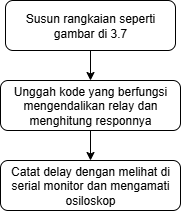 Susun rangkaian seperti
gambar di 3.7
Unggah kode yang berfungsi
mengendalikan relay dan
menghitung responnya
Catat delay dengan melihat di
serial monitor dan mengamati
osiloskop